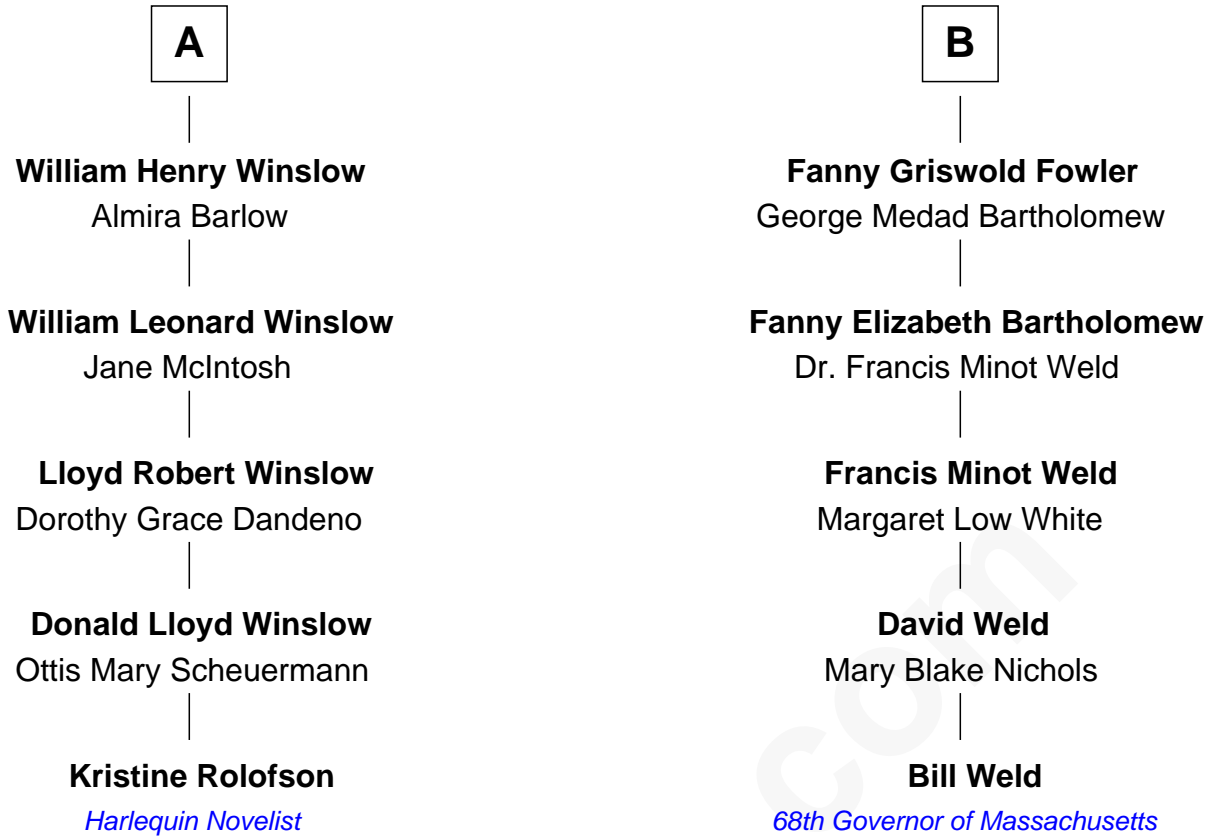 A
William Henry Winslow
Almira Barlow
William Leonard Winslow
Jane McIntosh
Lloyd Robert Winslow
Dorothy Grace Dandeno
Donald Lloyd Winslow
Ottis Mary Scheuermann
Kristine Rolofson
Harlequin Novelist
B
Fanny Griswold Fowler
George Medad Bartholomew
Fanny Elizabeth Bartholomew
Dr. Francis Minot Weld
Francis Minot Weld
Margaret Low White
David Weld
Mary Blake Nichols
Bill Weld
68th Governor of Massachusetts
com